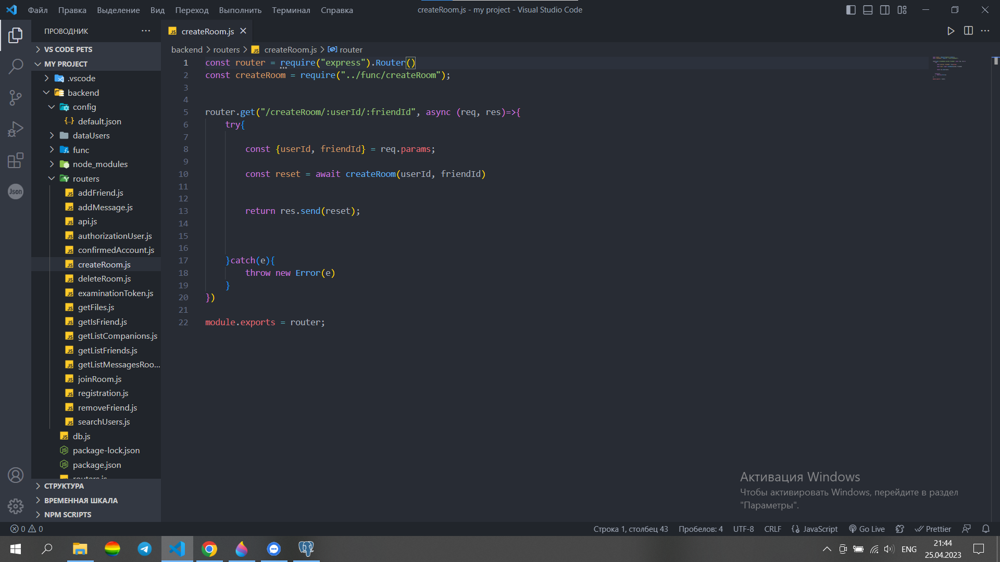 Файл Правка Выделение Вид Переход Выполнить Терминал Справка
createRoom.js - my project - Visual Studio Code
ПРОВОДНИК
VS CODE PETS
MY PROJECT
.vscode
backend
config
default.json
dataUsers
func
node_modules
routers
addFriend.js
addMessage.js
api.js
authorizationUser.js
confirmedAccount.js
createRoom.js
deleteRoom.js
examinationToken.js
getFiles.js
getIsFriend.js
getListCompanions.js
getListFriends.js
getListMessagesRoo...
joinRoom.js
registration.js
removeFriend.js
searchUsers.js
db.js
package-lock.json
package.json
routers.js
СТРУКТУРА
ВРЕМЕННАЯ ШКАЛА
NPM SCRIPTS
Json
createRoom.js
backend > routers > createRoom.js > router
1 const router = require("express").Router()
2 const createRoom = require("../func/createRoom");
3
4
5 router.get("/createRoom/:userId/:friendId", async (req, res)=>{
6 try{
7
8 const {userId, friendId} = req.params;
9
10 const reset = await createRoom(userId, friendId)
11
12
13 return res.send(reset);
14
15
16
17 }catch(e){
18 throw new Error(e)
19 }
20 })
21
22 module.exports = router;
Активация Windows
Чтобы активировать Windows, перейдите в раздел
"Параметры".
0 0
Строка 1, столбец 43 Пробелов: 4 UTF-8 CRLF JavaScript Go Live Prettier
ENG
21:44
25.04.2023